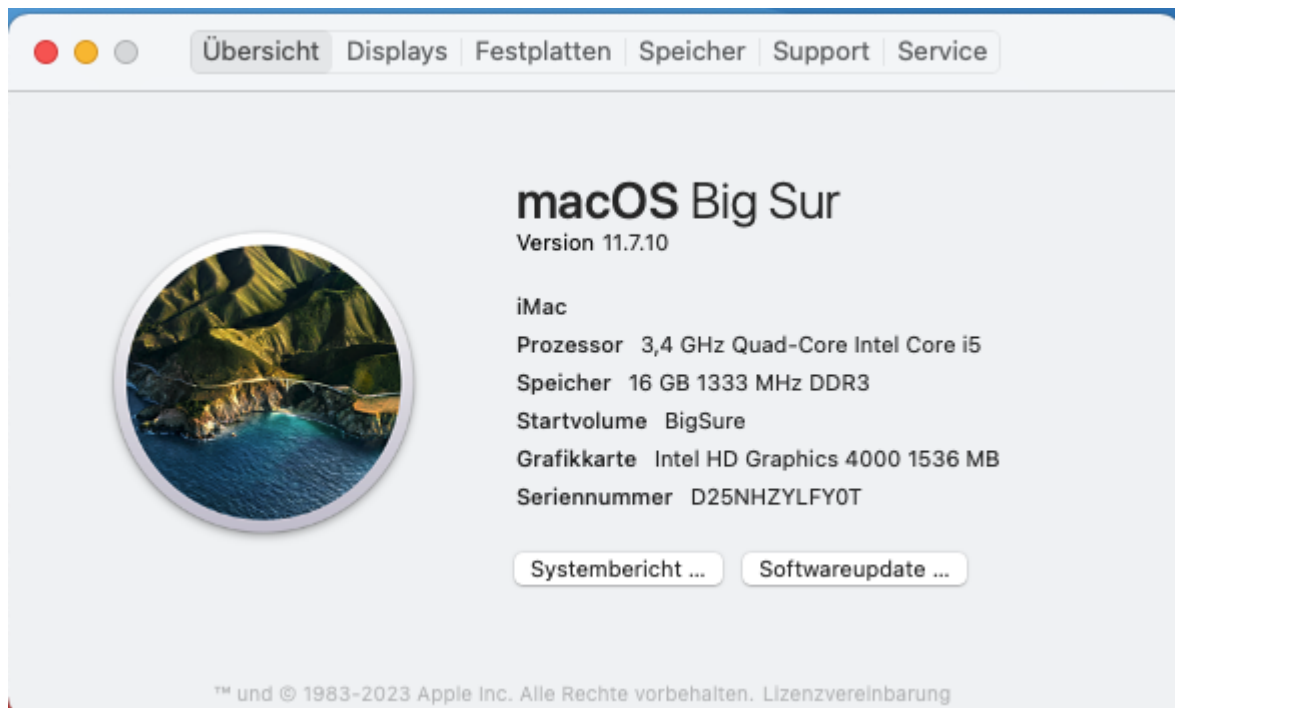 Übersicht Displays Festplatten Speicher Support Service
macOS Big Sur
Version 11.7.10
iMac
Prozessor 3,4 GHz Quad-Core Intel Core i5
Speicher 16 GB 1333 MHz DDR3
Startvolume BigSure
Grafikkarte Intel HD Graphics 4000 1536 MB
Seriennummer D25NHZYLFY0T
Systembericht ... Softwareupdate ...
™ und © 1983-2023 Apple Inc. Alle Rechte vorbehalten. Lizenzvereinbarung